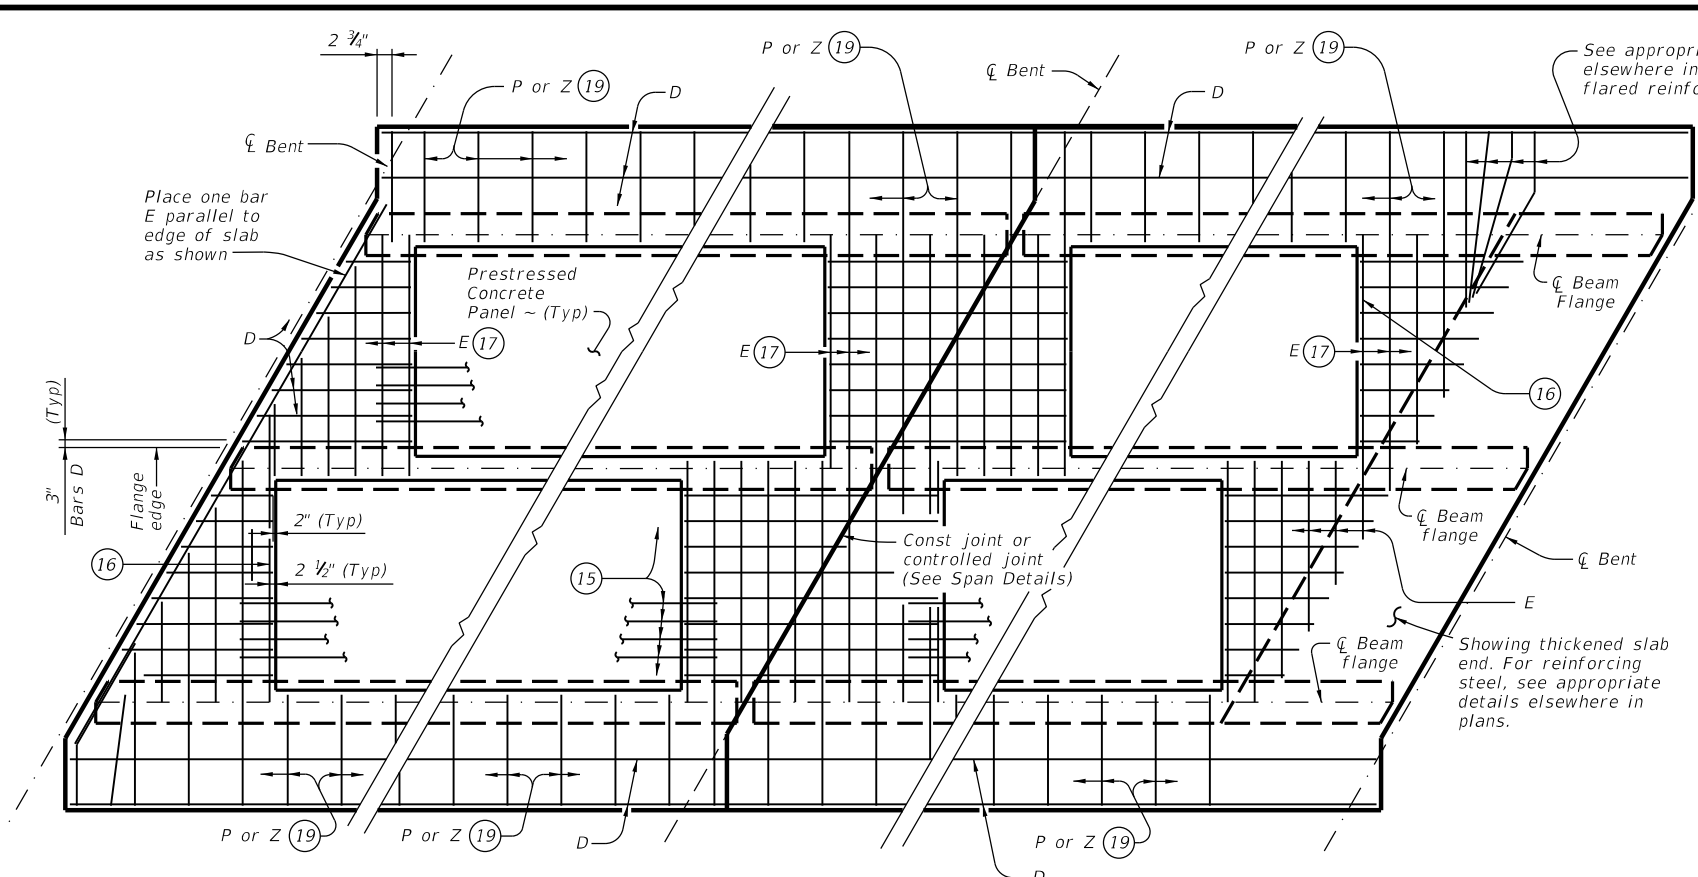 2 3/4"
P or Z 19
D
P or Z 19
℄ Bent
P or Z 19
D
See
elsewhere in
flared
℄ Bent
Place one bar
E parallel to
edge of slab
as shown
Prestressed
Concrete
Panel ~ (Typ)
℄ Beam
Flange
D
E 17
E 17
E 17
16
3" (Typ)
Bars D
Flange
edge
2" (Typ)
2 1/2" (Typ)
16
15
Const joint or
controlled joint
(See Span Details)
℄ Beam
flange
℄ Bent
E
℄ Beam
flange
Showing thickened slab
end. For reinforcing
steel, see appropriate
details elsewhere in
plans.
P or Z 19
P or Z 19
D
P or Z 19
D